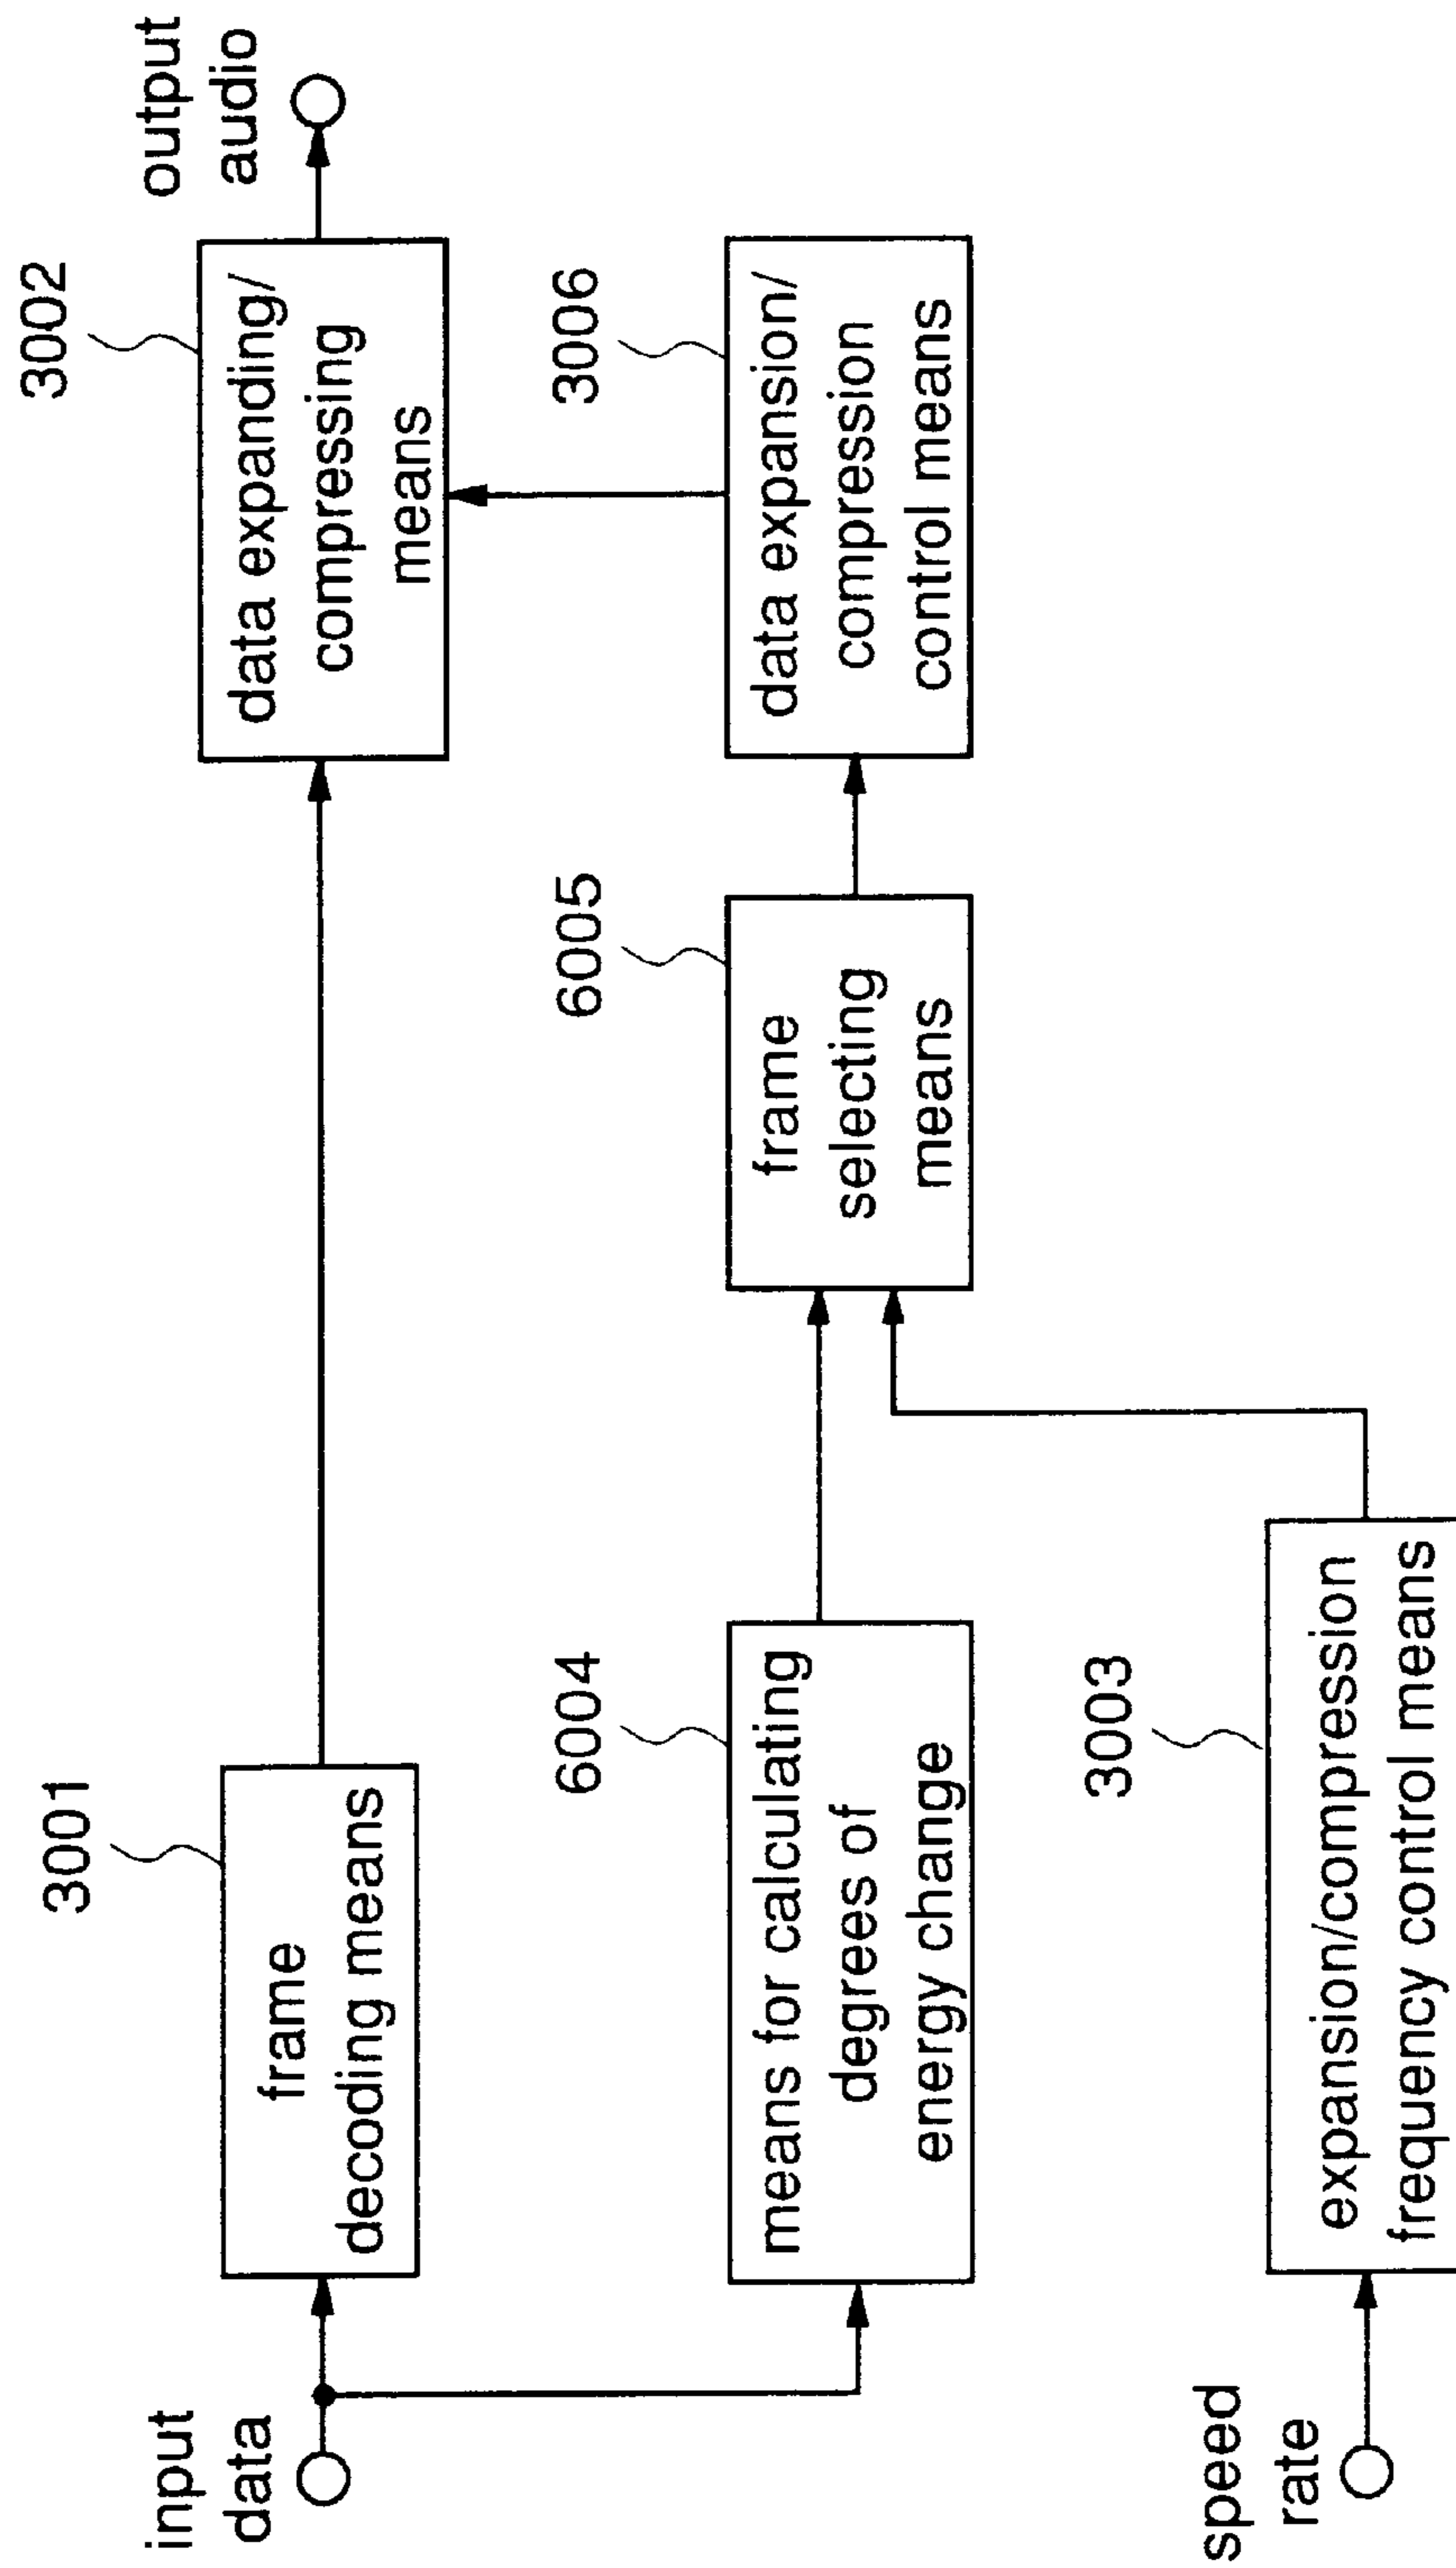 input
data
3001
frame
decoding means
3002
data expanding/
compressing
means
output
audio
6004
means for calculating
degrees of
energy change
6005
frame
selecting
means
3006
data expansion/
compression
control means
speed
rate
3003
expansion/compression
frequency control means